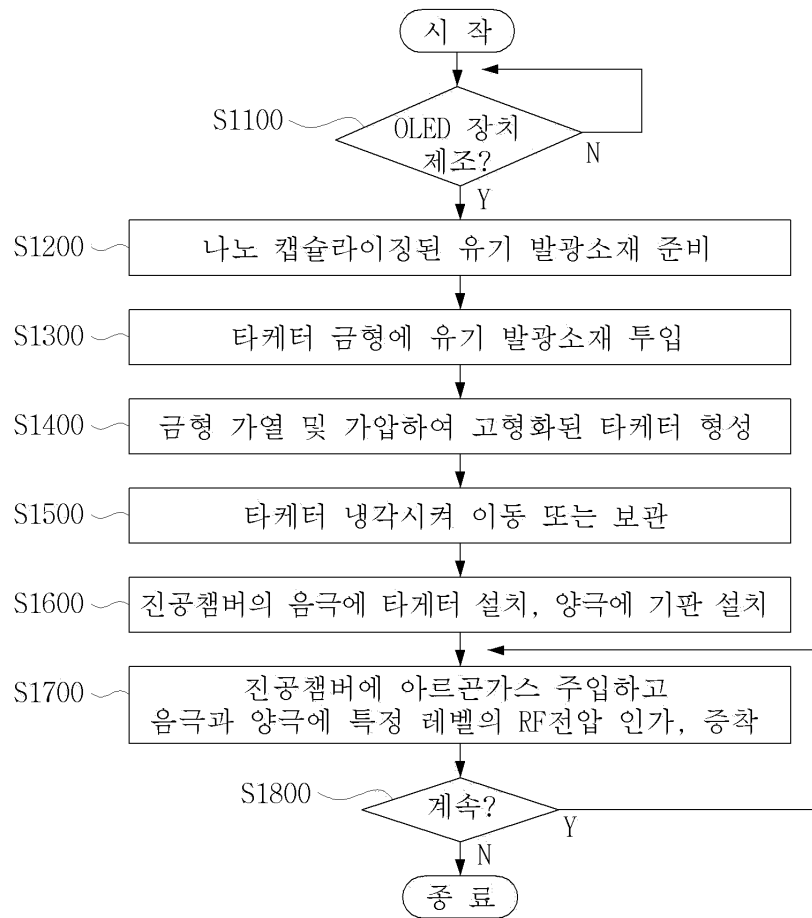 시 작
S1100
OLED 장치
제조?
N
Y
S1200
나노 캡슐라이징된 유기 발광소재 준비
S1300
타케터 금형에 유기 발광소재 투입
S1400
금형 가열 및 가압하여 고형화된 타케터 형성
S1500
타케터 냉각시켜 이동 또는 보관
S1600
진공챔버의 음극에 타게터 설치, 양극에 기판 설치
S1700
진공챔버에 아르곤가스 주입하고
음극과 양극에 특정 레벨의 RF전압 인가, 증착
S1800
계속?
Y
N
종 료